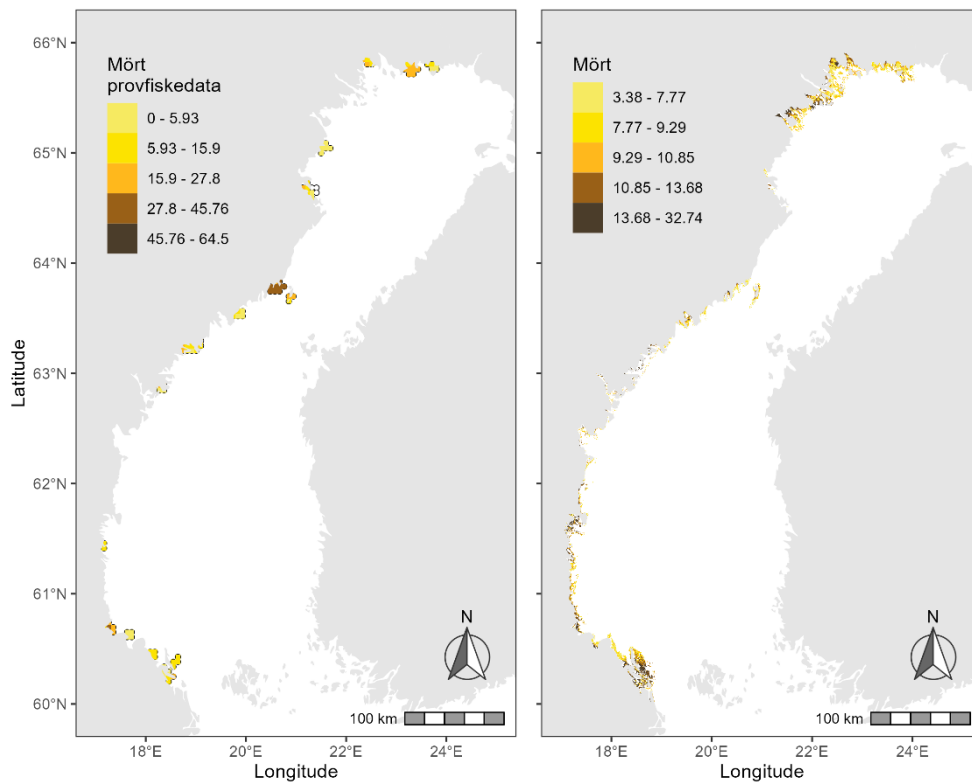 Mört
provfiskedata
0 - 5.93
5.93 - 15.9
15.9 - 27.8
27.8 - 45.76
45.76 - 64.5
66°N
65°N
64°N
63°N
62°N
61°N
60°N
Latitude
N
100 km
18°E 20°E 22°E 24°E
Longitude
Mört
3.38 - 7.77
7.77 - 9.29
9.29 - 10.85
10.85 - 13.68
13.68 - 32.74
N
100 km
18°E 20°E 22°E 24°E
Longitude